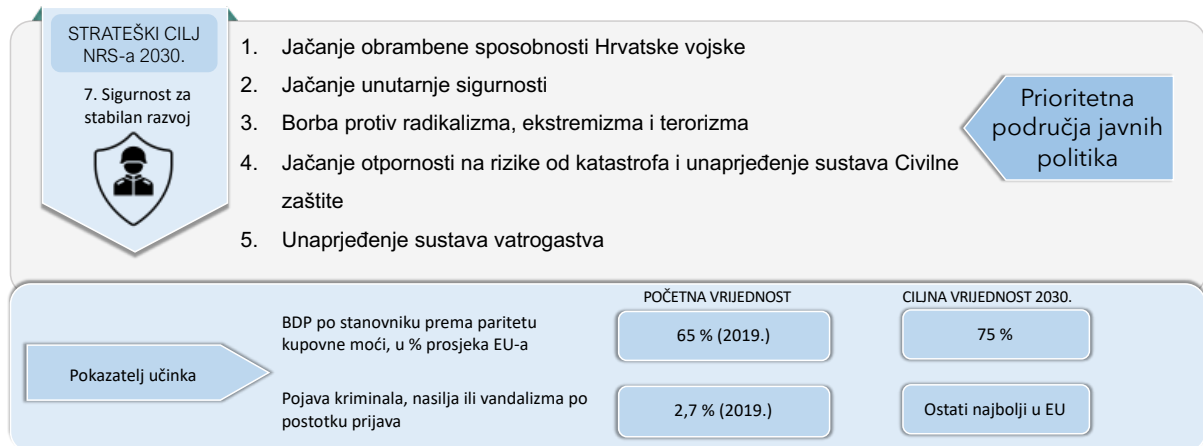 STRATEŠKI CILJ
NRS-a 2030.
7. Sigurnost za
stabilan razvoj
1. Jačanje obrambene sposobnosti Hrvatske vojske
2. Jačanje unutarnje sigurnosti
3. Borba protiv radikalizma, ekstremizma i terorizma
4. Jačanje otpornosti na rizike od katastrofa i unaprjeđenje sustava Civilne
zaštite
5. Unaprjeđenje sustava vatrogastva
Prioritetna
područja javnih
politika
POČETNA VRIJEDNOST
CILJNA VRIJEDNOST 2030.
Pokazatelj učinka
BDP po stanovniku prema paritetu
kupovne moći, u % prosjeka EU-a
65 % (2019.)
75 %
Pojava kriminala, nasilja ili vandalizma po
postotku prijava
2,7 % (2019.)
Ostati najbolji u EU